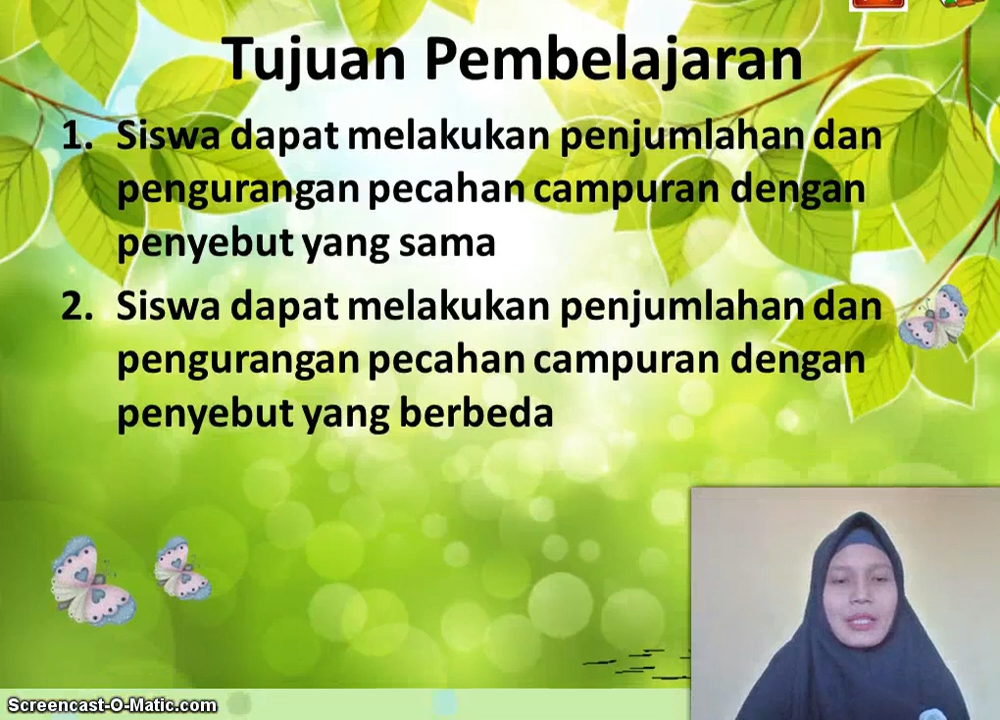 Tujuan Pembelajaran
1. Siswa dapat melakukan penjumlahan dan
pengurangan pecahan campuran dengan
penyebut yang sama
2. Siswa dapat melakukan penjumlahan dan
pengurangan pecahan campuran dengan
penyebut yang berbeda
Screencast-O-Matic.com